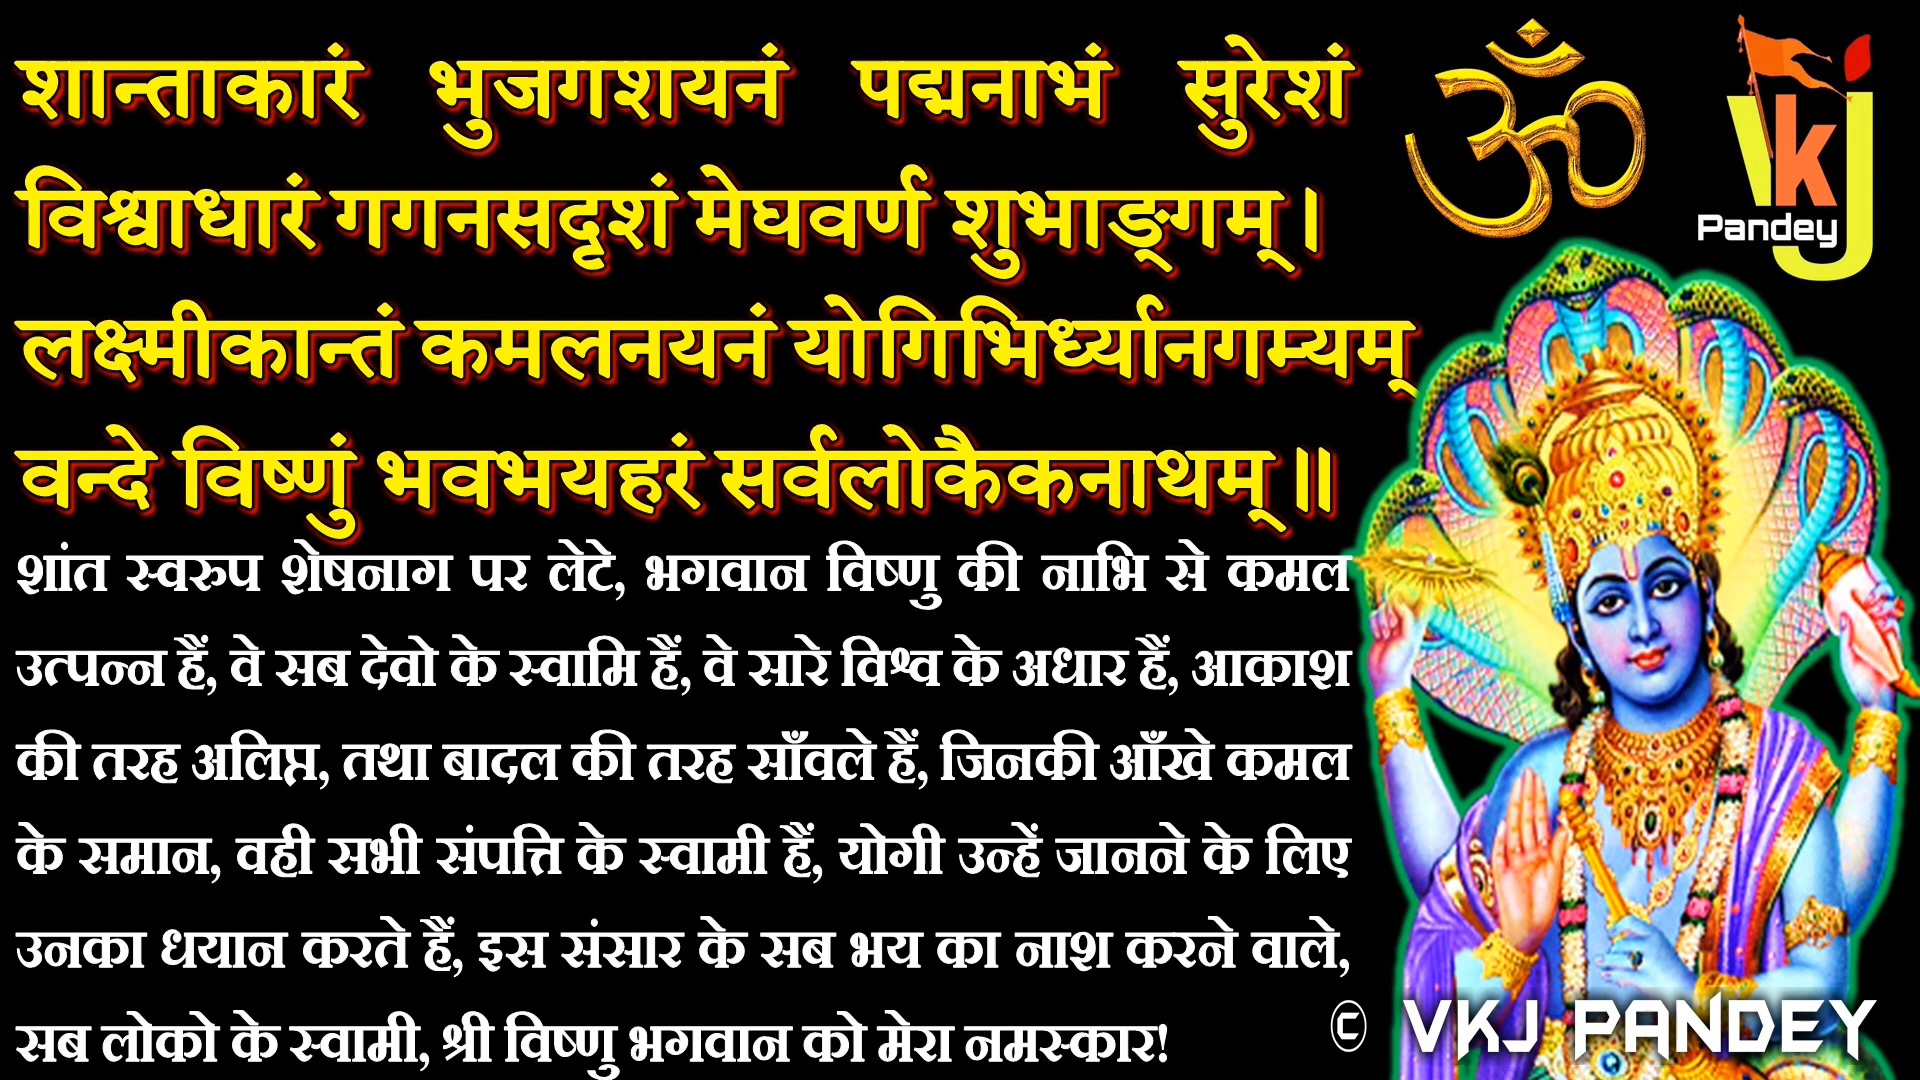 शान्ताकारं भुजगशयनं पद्मनाभं सुरेशं
विश्वाधारं गगनसदृशं मेघवर्ण शुभाङ्गम्।
लक्ष्मीकान्तं कमलनयनं योगिभिर्ध्यानगम्यम्
वन्दे विष्णुं भवभयहरं सर्वलोकैकनाथम्॥
शांत स्वरुप शेषनाग पर लेटे, भगवान विष्णु की नाभि से कमल
उत्पन्न हैं, वे सब देवो के स्वामि हैं, वे सारे विश्व के अधार हैं, आकाश
की तरह अलिप्त, तथा बादल की तरह साँवले हैं, जिनकी आँखे कमल
के समान, वही सभी संपत्ति के स्वामी हैं, योगी उन्हें जानने के लिए
उनका धयान करते हैं, इस संसार के सब भय का नाश करने वाले,
सब लोको के स्वामी, श्री विष्णु भगवान को मेरा नमस्कार!
ॐ
vkj
Pandey
© VKJ PANDEY